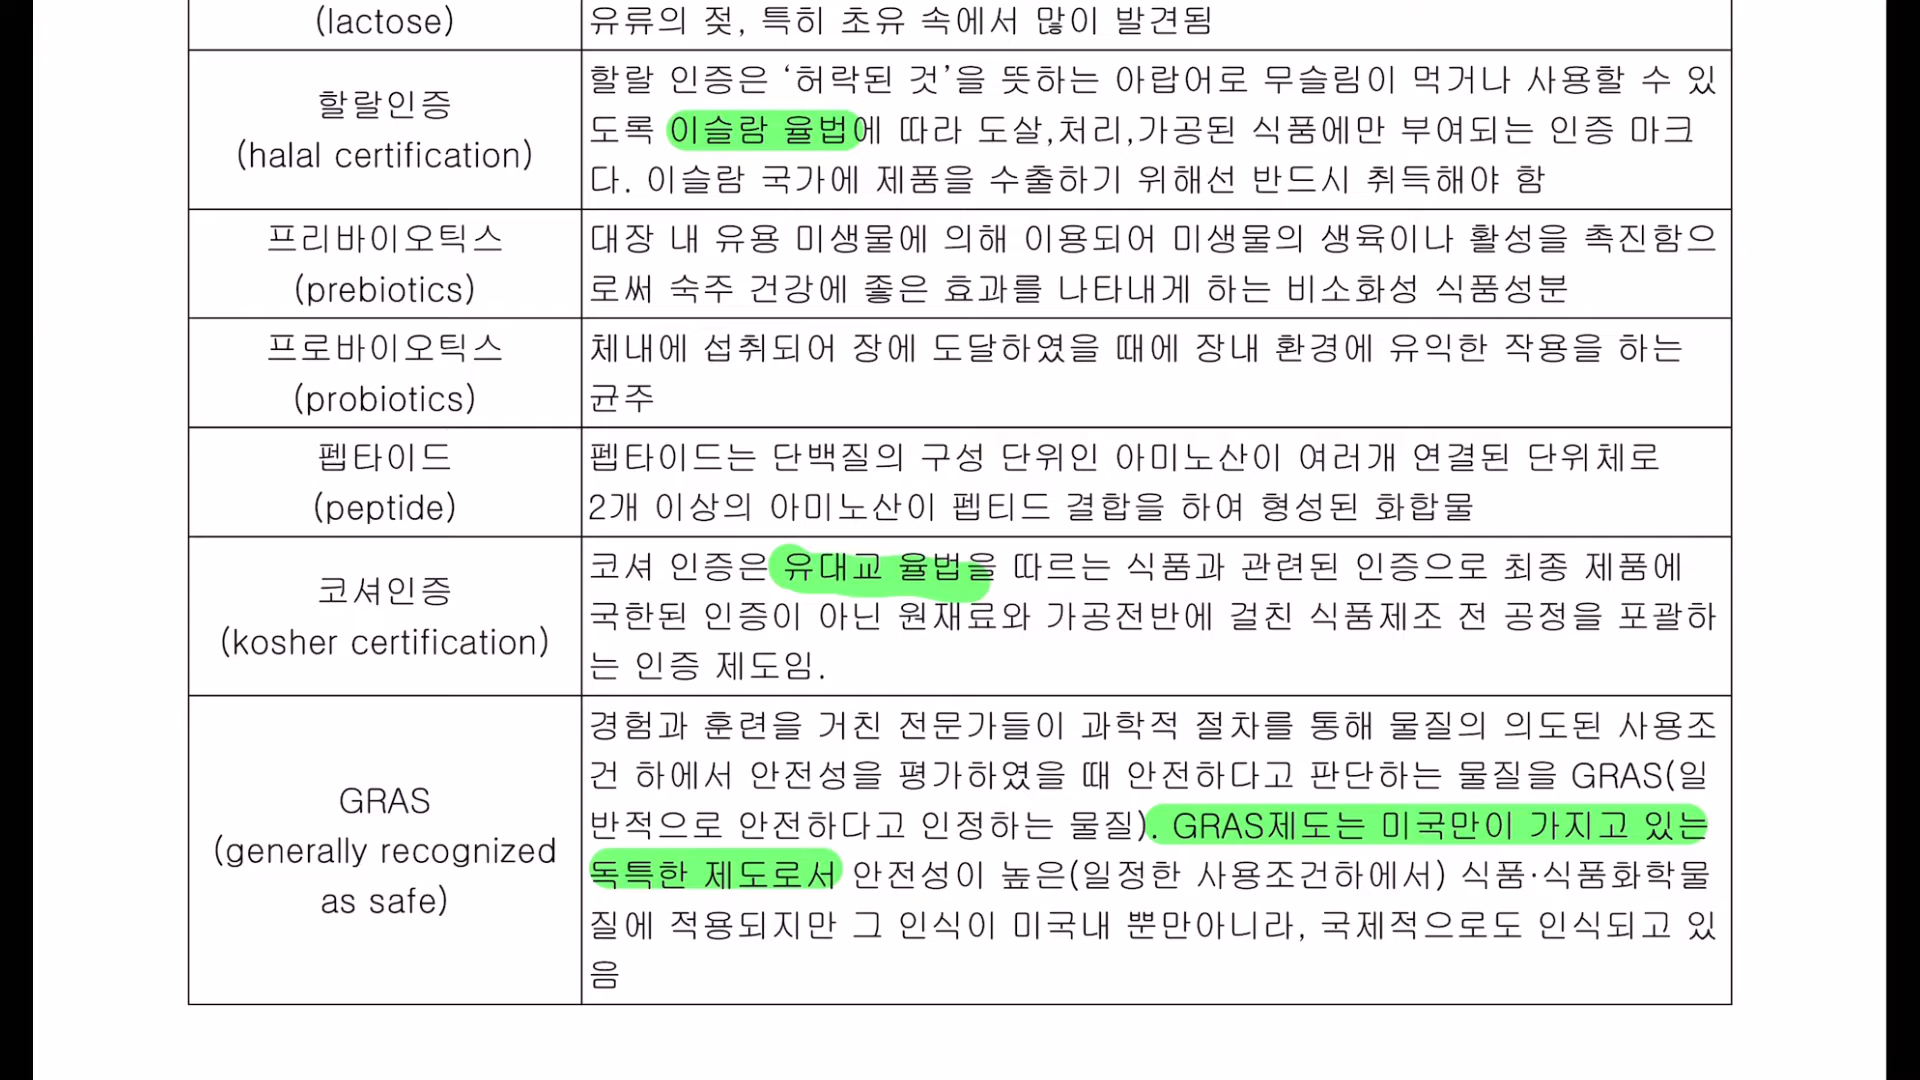 (lactose)
유류의 젖, 특히 초유 속에서 많이 발견됨
할랄인증
(halal certification)
할랄 인증은 ‘허락된 것’을 뜻하는 아랍어로 무슬림이 먹거나 사용할 수 있
도록 이슬람 율법에 따라 도살,처리,가공된 식품에만 부여되는 인증 마크
다. 이슬람 국가에 제품을 수출하기 위해선 반드시 취득해야 함
프리바이오틱스
(prebiotics)
대장 내 유용 미생물에 의해 이용되어 미생물의 생육이나 활성을 촉진함으
로써 숙주 건강에 좋은 효과를 나타내게 하는 비소화성 식품성분
프로바이오틱스
(probiotics)
체내에 섭취되어 장에 도달하였을 때에 장내 환경에 유익한 작용을 하는
균주
펩타이드
(peptide)
펩타이드는 단백질의 구성 단위인 아미노산이 여러개 연결된 단위체로
2개 이상의 아미노산이 펩티드 결합을 하여 형성된 화합물
코셔인증
(kosher certification)
코셔 인증은 유대교 율법을 따르는 식품과 관련된 인증으로 최종 제품에
국한된 인증이 아닌 원재료와 가공전반에 걸친 식품제조 전 공정을 포괄하
는 인증 제도임.
GRAS
(generally recognized
as safe)
경험과 훈련을 거친 전문가들이 과학적 절차를 통해 물질의 의도된 사용조
건 하에서 안전성을 평가하였을 때 안전하다고 판단하는 물질을 GRAS(일
반적으로 안전하다고 인정하는 물질). GRAS제도는 미국만이 가지고 있는
독특한 제도로서 안전성이 높은(일정한 사용조건하에서) 식품·식품화학물
질에 적용되지만 그 인식이 미국내 뿐만아니라, 국제적으로도 인식되고 있
음